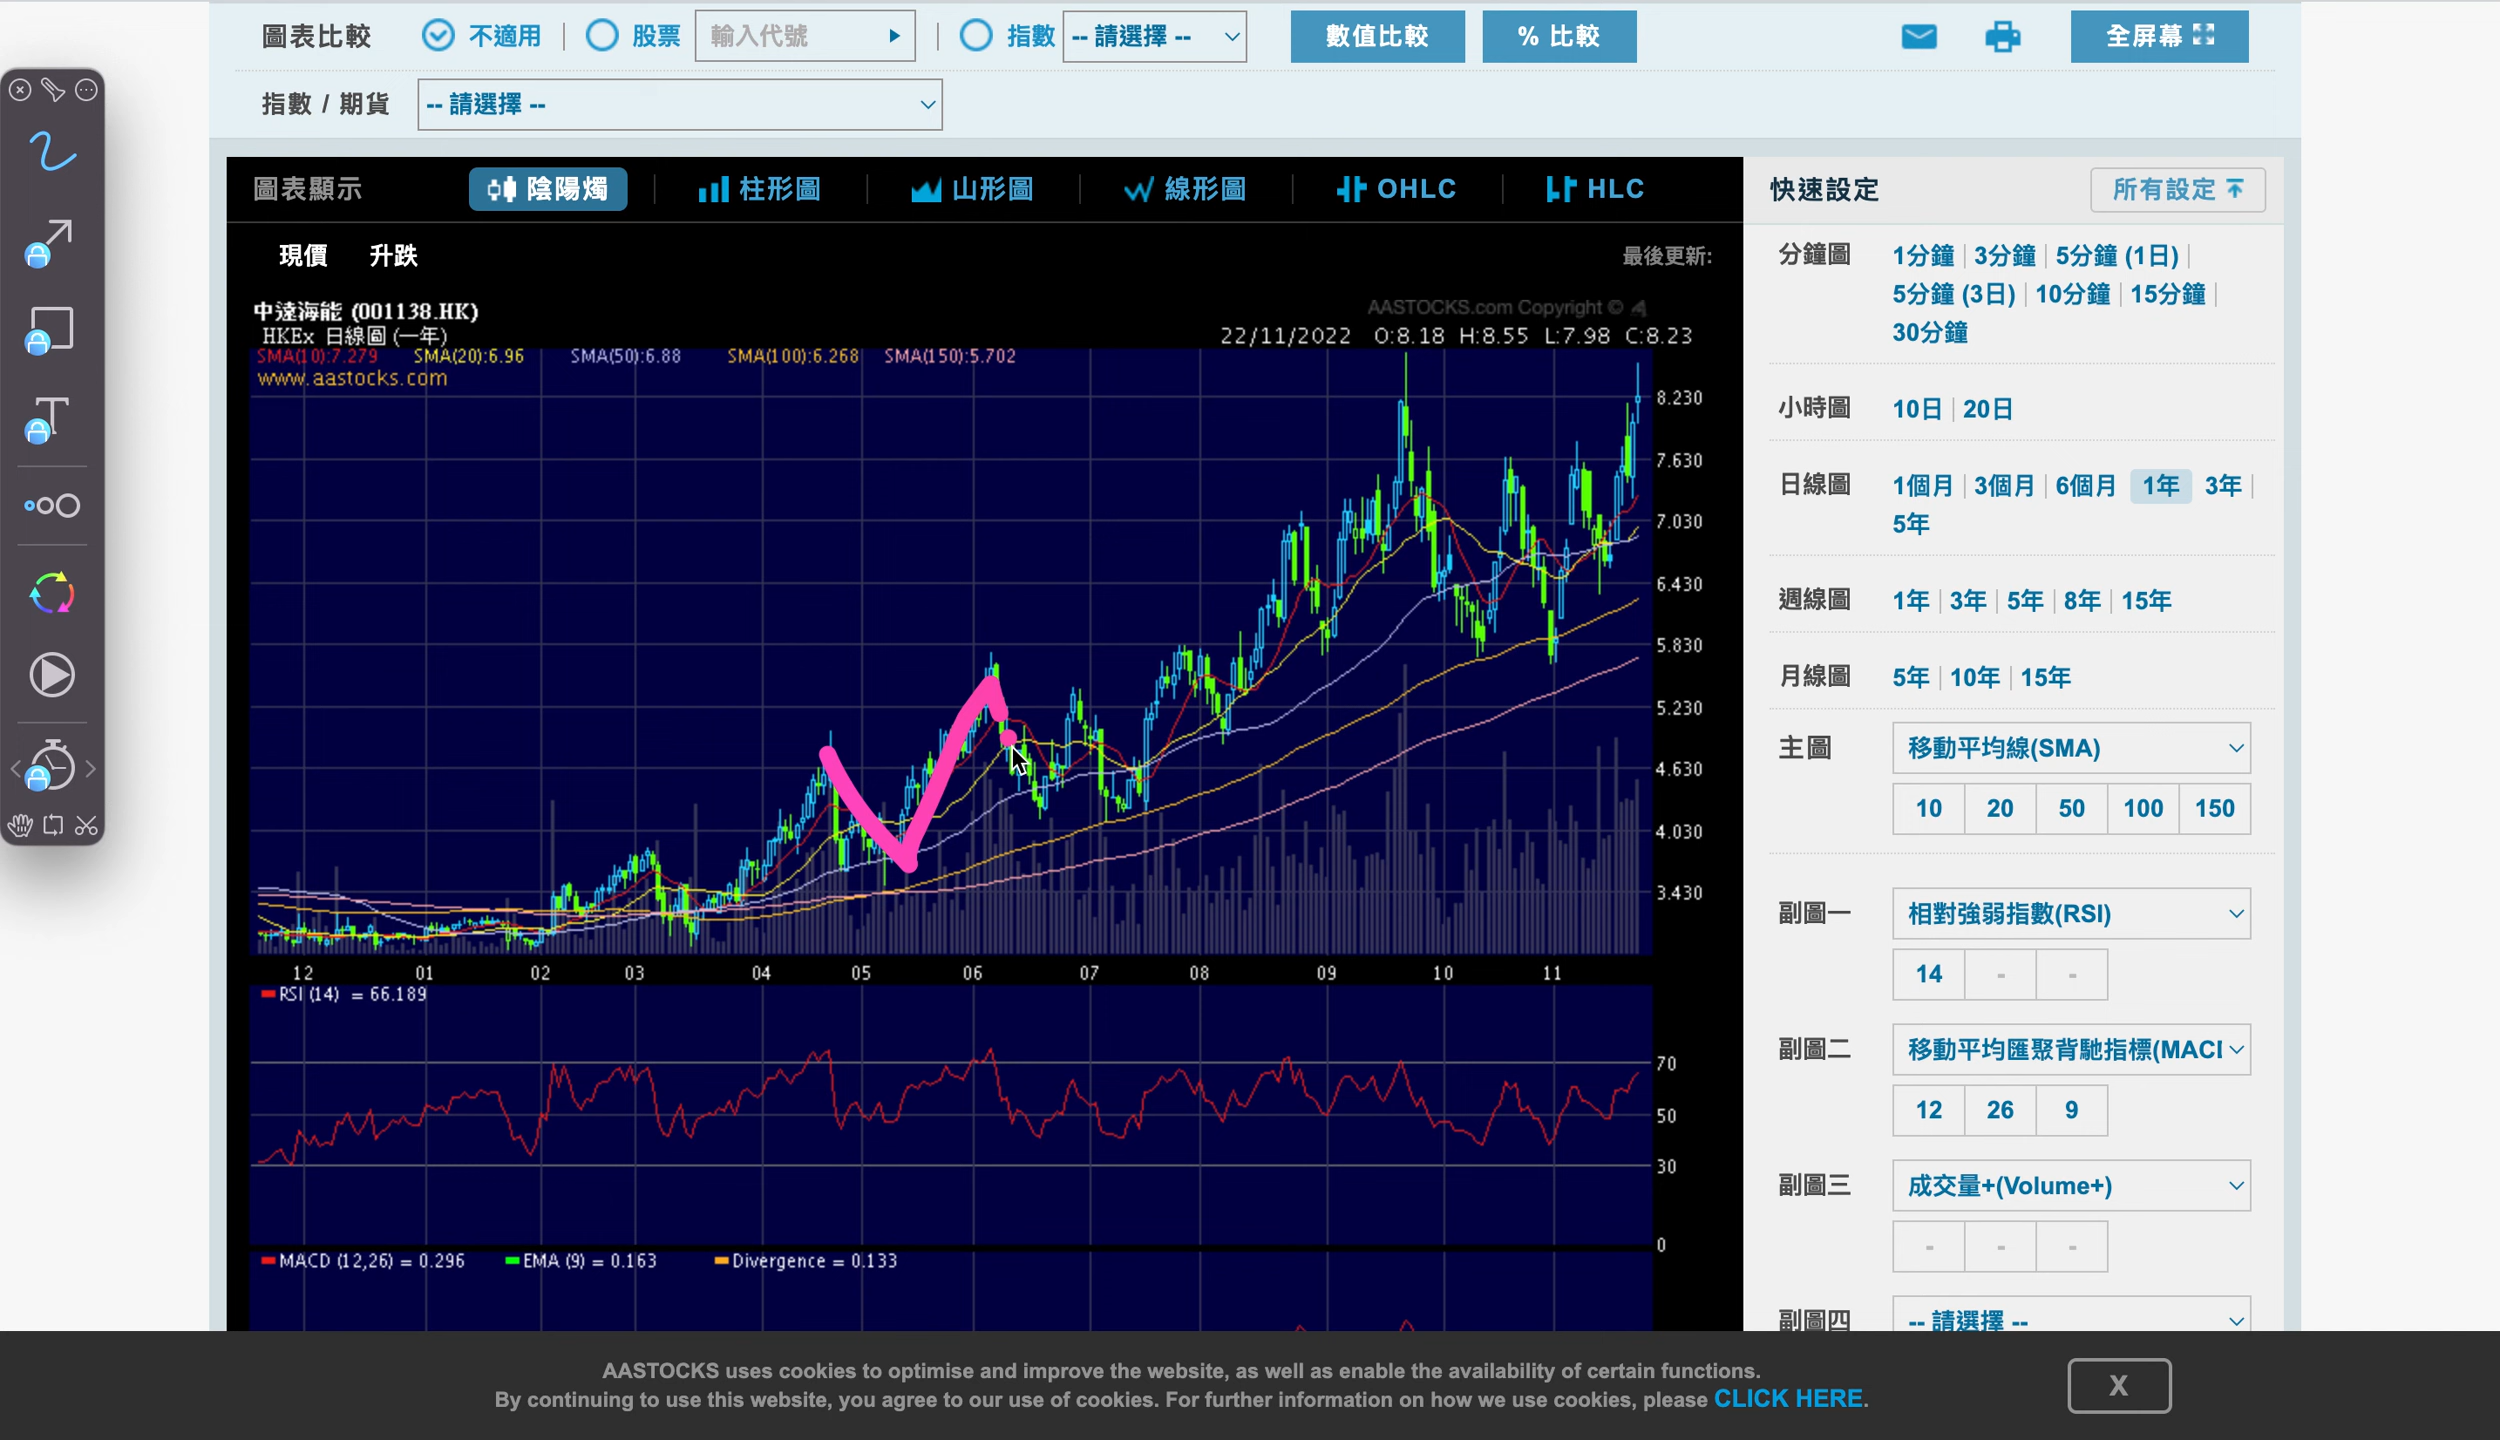 圖表比較 不適用 股票 輸入代號 指數 -- 請選擇 -- 數值比較 % 比較 全屏幕
指數 / 期貨 -- 請選擇 --
圖表顯示 陰陽燭 柱形圖 山形圖 線形圖 OHLC HLC
現價 升跌 最後更新:
中遠海能 (001138.HK) AASTOCKS.com Copyright ©
HKEx 日線圖 (一年) 22/11/2022 O:8.18 H:8.55 L:7.98 C:8.23
SMA(10):7.279 SMA(20):6.96 SMA(50):6.88 SMA(100):6.268 SMA(150):5.702
www.aastocks.com
8.230
7.630
7.030
6.430
5.830
5.230
4.630
4.030
3.430
12 01 02 03 04 05 06 07 08 09 10 11
RSI (14) = 66.189
70
50
30
0
MACD (12,26) = 0.296 EMA (9) = 0.163 Divergence = 0.133
快速設定 所有設定
分鐘圖 1分鐘 3分鐘 5分鐘 (1日)
5分鐘 (3日) 10分鐘 15分鐘
30分鐘
小時圖 10日 20日
日線圖 1個月 3個月 6個月 1年 3年
5年
週線圖 1年 3年 5年 8年 15年
月線圖 5年 10年 15年
主圖 移動平均線(SMA)
10 20 50 100 150
副圖一 相對強弱指數(RSI)
14 - -
副圖二 移動平均匯聚背馳指標(MACD
12 26 9
副圖三 成交量+(Volume+)
- - -
副圖四 -- 請選擇 --
AASTOCKS uses cookies to optimise and improve the website, as well as enable the availability of certain functions.
By continuing to use this website, you agree to our use of cookies. For further information on how we use cookies, please CLICK HERE.
X